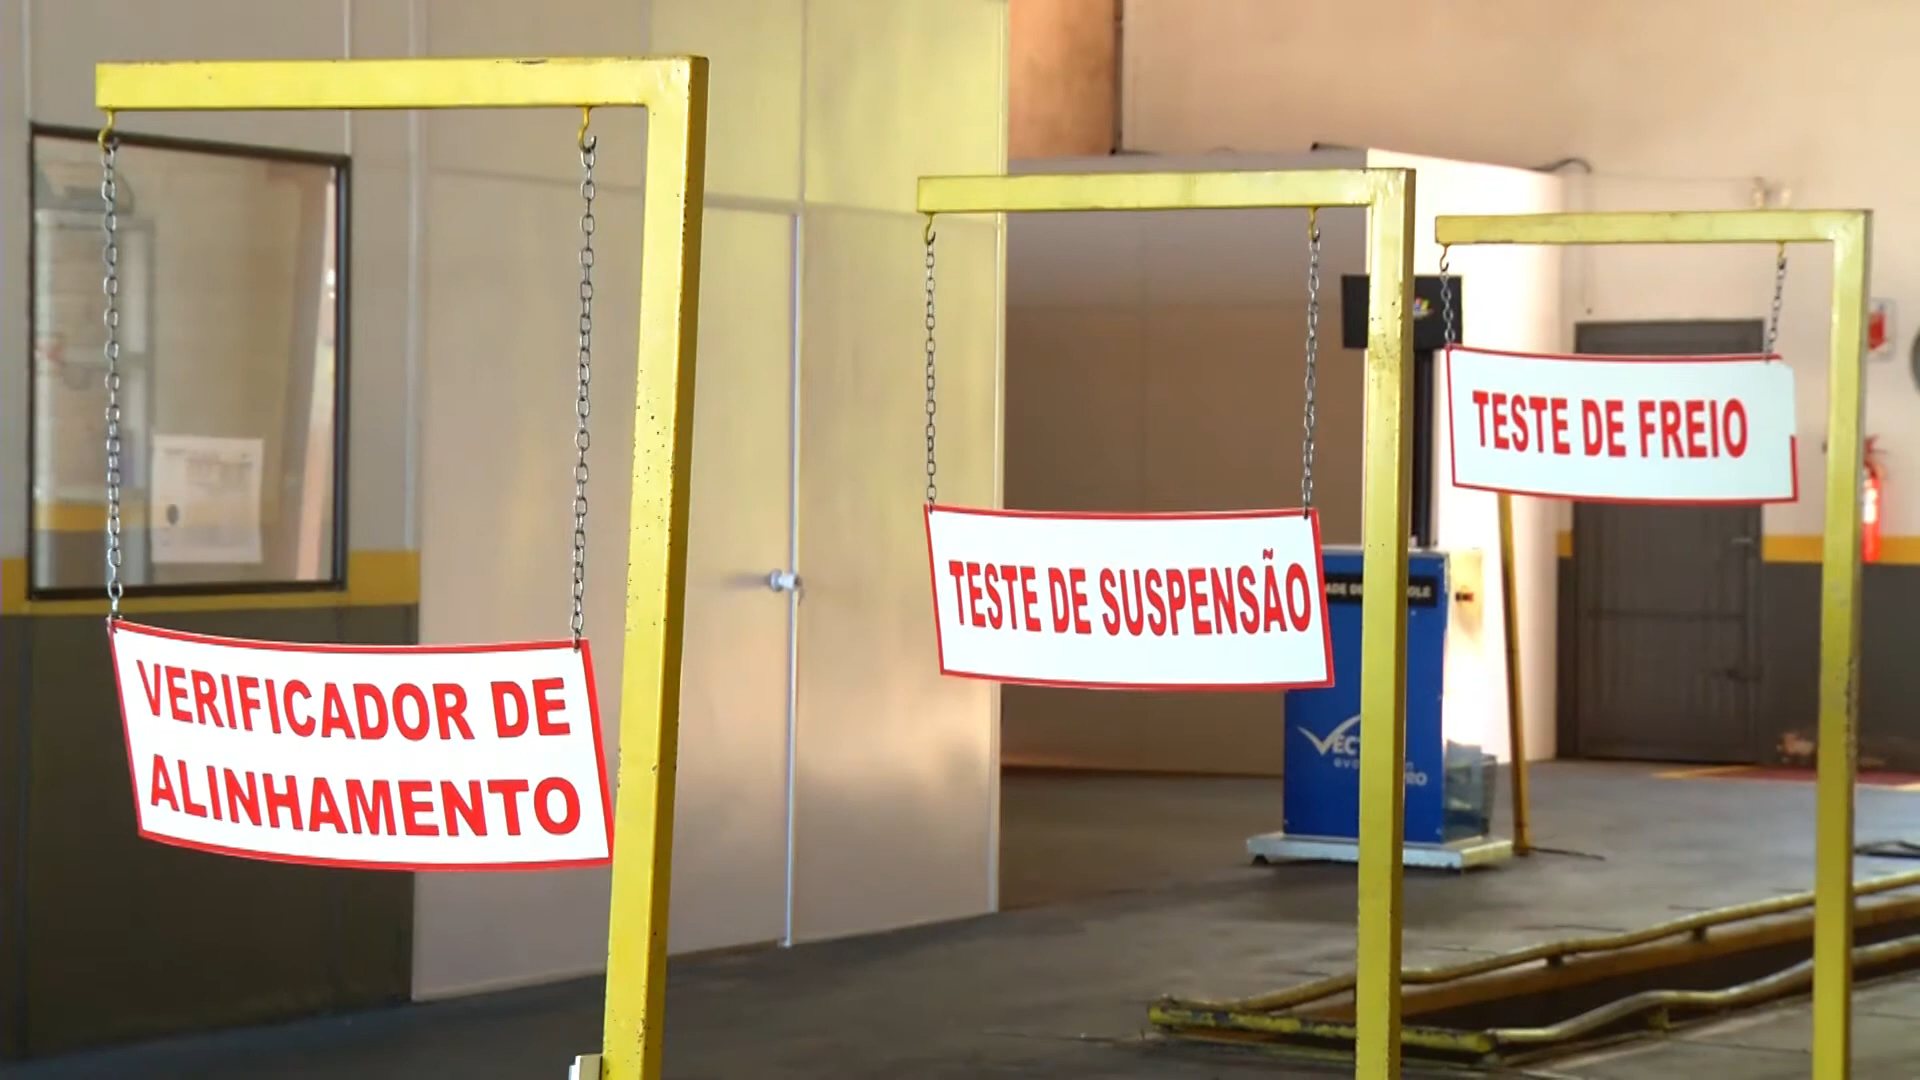 VERIFICADOR DE
ALINHAMENTO
TESTE DE SUSPENSÃO
TESTE DE FREIO